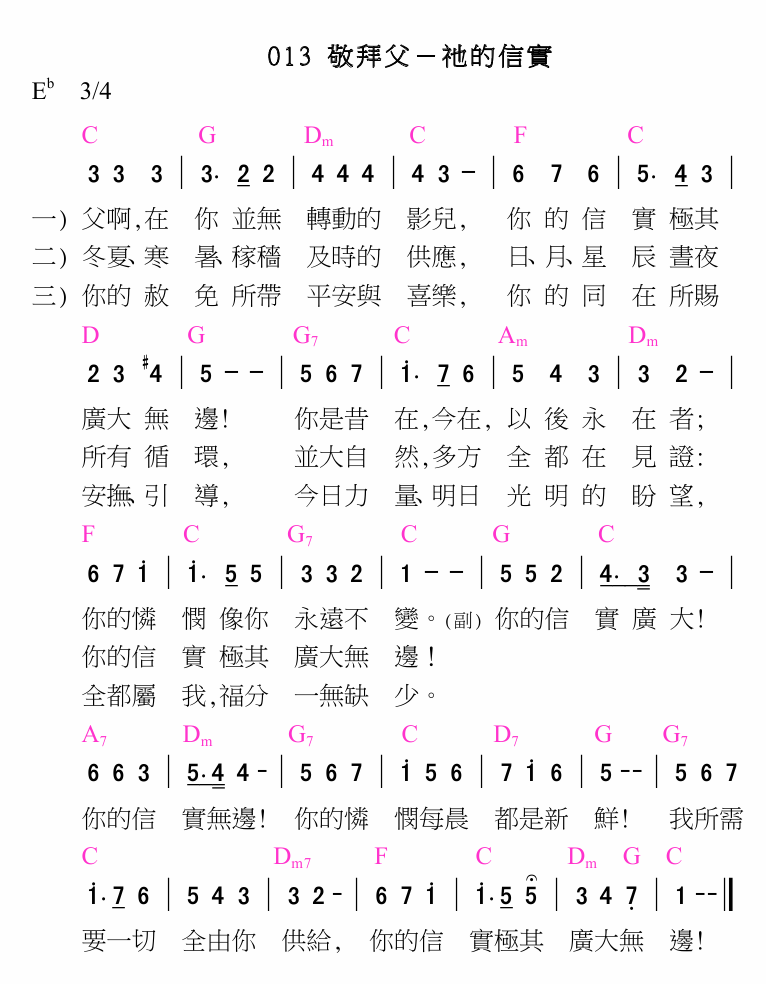 013 敬拜父－祂的信實
E♭ 3/4
C G Dm C F C
3 3 3 | 3. 2 2 | 4 4 4 | 4 3 － | 6 7 6 | 5. 4 3 |
一) 父啊,在 你 並無 轉動的 影兒, 你 的 信 實 極其
二) 冬夏、寒 暑、稼穡 及時的 供應, 日、月、星 辰 晝夜
三) 你的 赦 免 所帶 平安與 喜樂, 你 的 同 在 所賜
D G G7 C Am Dm
2 3 #4 | 5 － － | 5 6 7 | i. 7 6 | 5 4 3 | 3 2 － |
廣大 無 邊! 你是昔 在,今在, 以 後 永 在 者;
所有 循 環, 並大自 然,多方 全 都 在 見 證:
安撫、引 導, 今日力 量、明日 光 明 的 盼 望,
F C G7 C G C
6 7 i | i. 5 5 | 3 3 2 | 1 － － | 5 5 2 | 4. 3 3 － |
你的憐 憫 像你 永遠不 變。(副) 你的信 實 廣 大!
你的信 實 極其 廣大無 邊！
全都屬 我,福分 一無缺 少。
A7 Dm G7 C D7 G G7
6 6 3 | 5.4 4 - | 5 6 7 | i 5 6 | 7 i 6 | 5 -- | 5 6 7
你的信 實無邊! 你的憐 憫每晨 都是新 鮮! 我所需
C Dm7 F C Dm G C
i. 7 6 | 5 4 3 | 3 2 - | 6 7 i | i. 5 5 | 3 4 7 | 1 -- ‖
要一切 全由你 供給, 你的信 實極其 廣大無 邊!